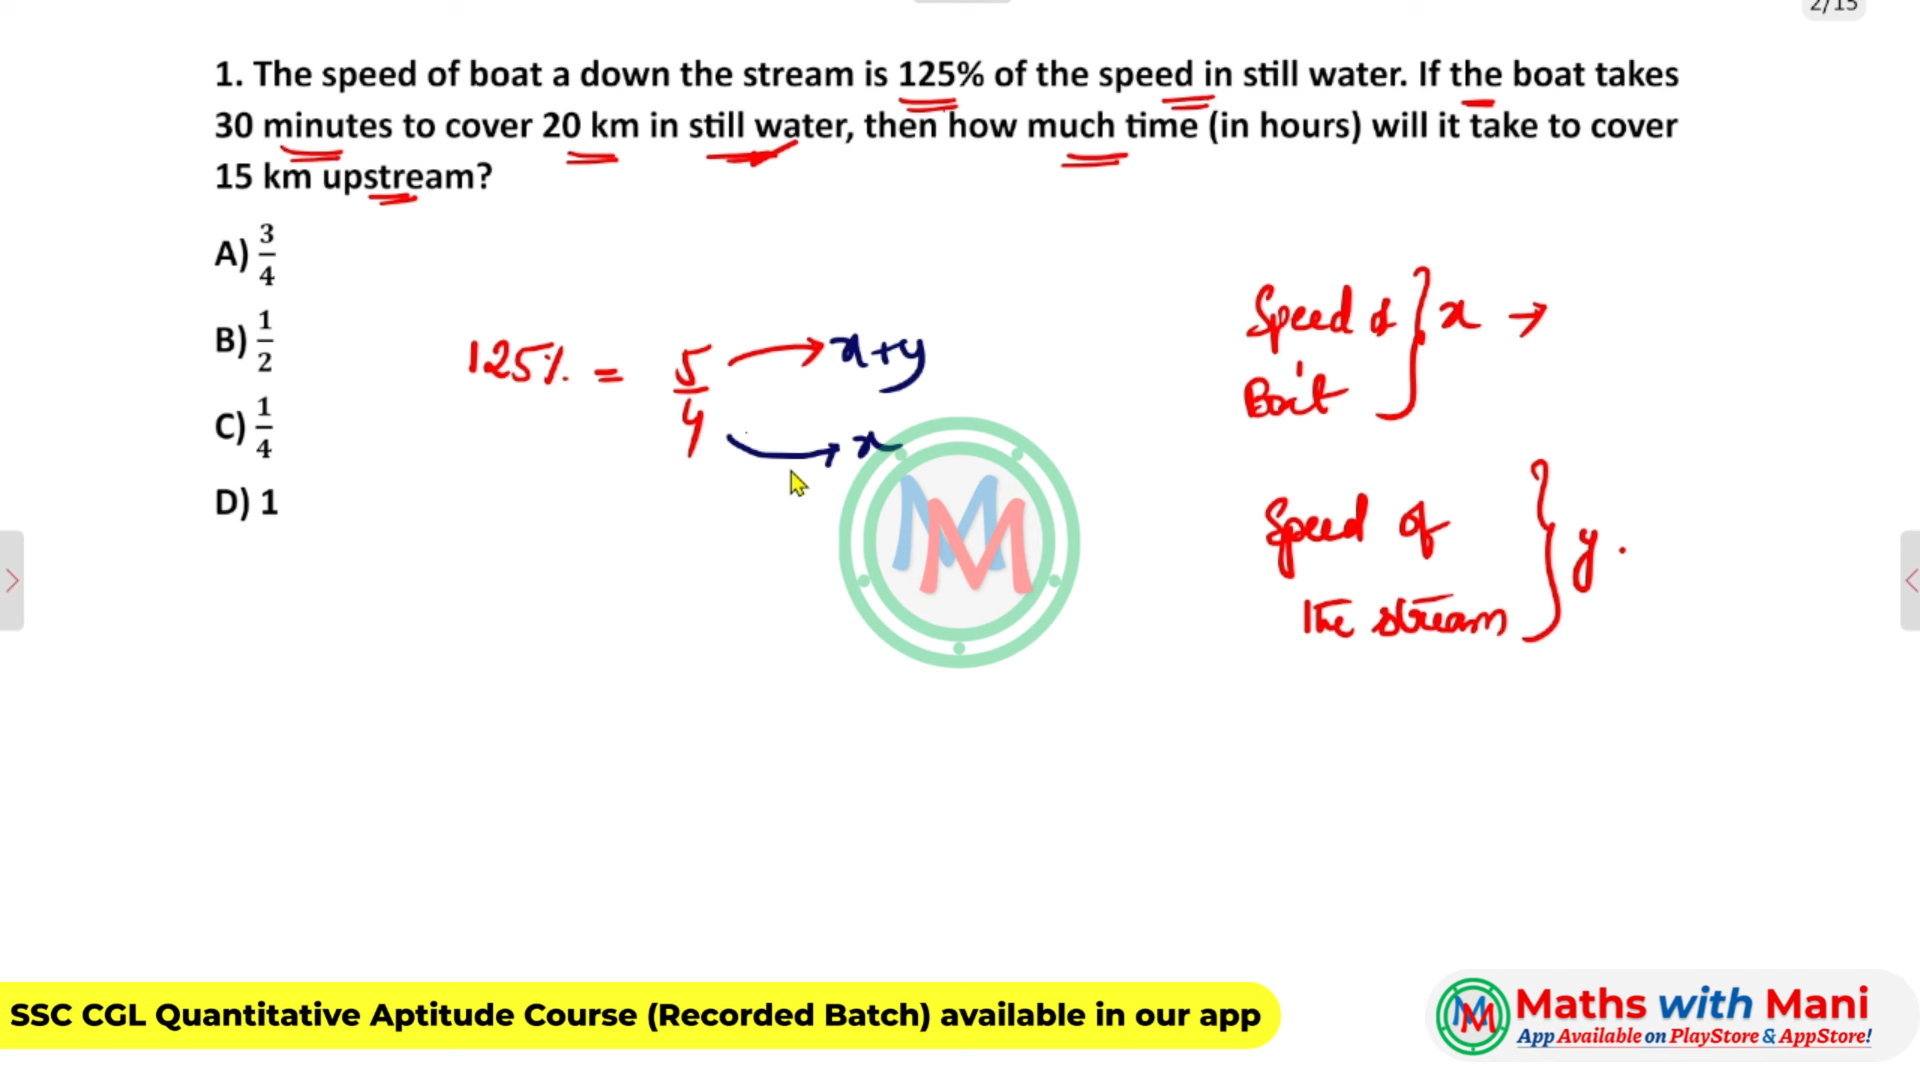 2/15
1. The speed of boat a down the stream is 125% of the speed in still water. If the boat takes
30 minutes to cover 20 km in still water, then how much time (in hours) will it take to cover
15 km upstream?
A) 3/4
B) 1/2
C) 1/4
D) 1
125% = 5/4 → x+y
→ x
Speed of
Boat } x →
Speed of
the stream } y.
MM
SSC CGL Quantitative Aptitude Course (Recorded Batch) available in our app
MM Maths with Mani
App Available on PlayStore & AppStore!